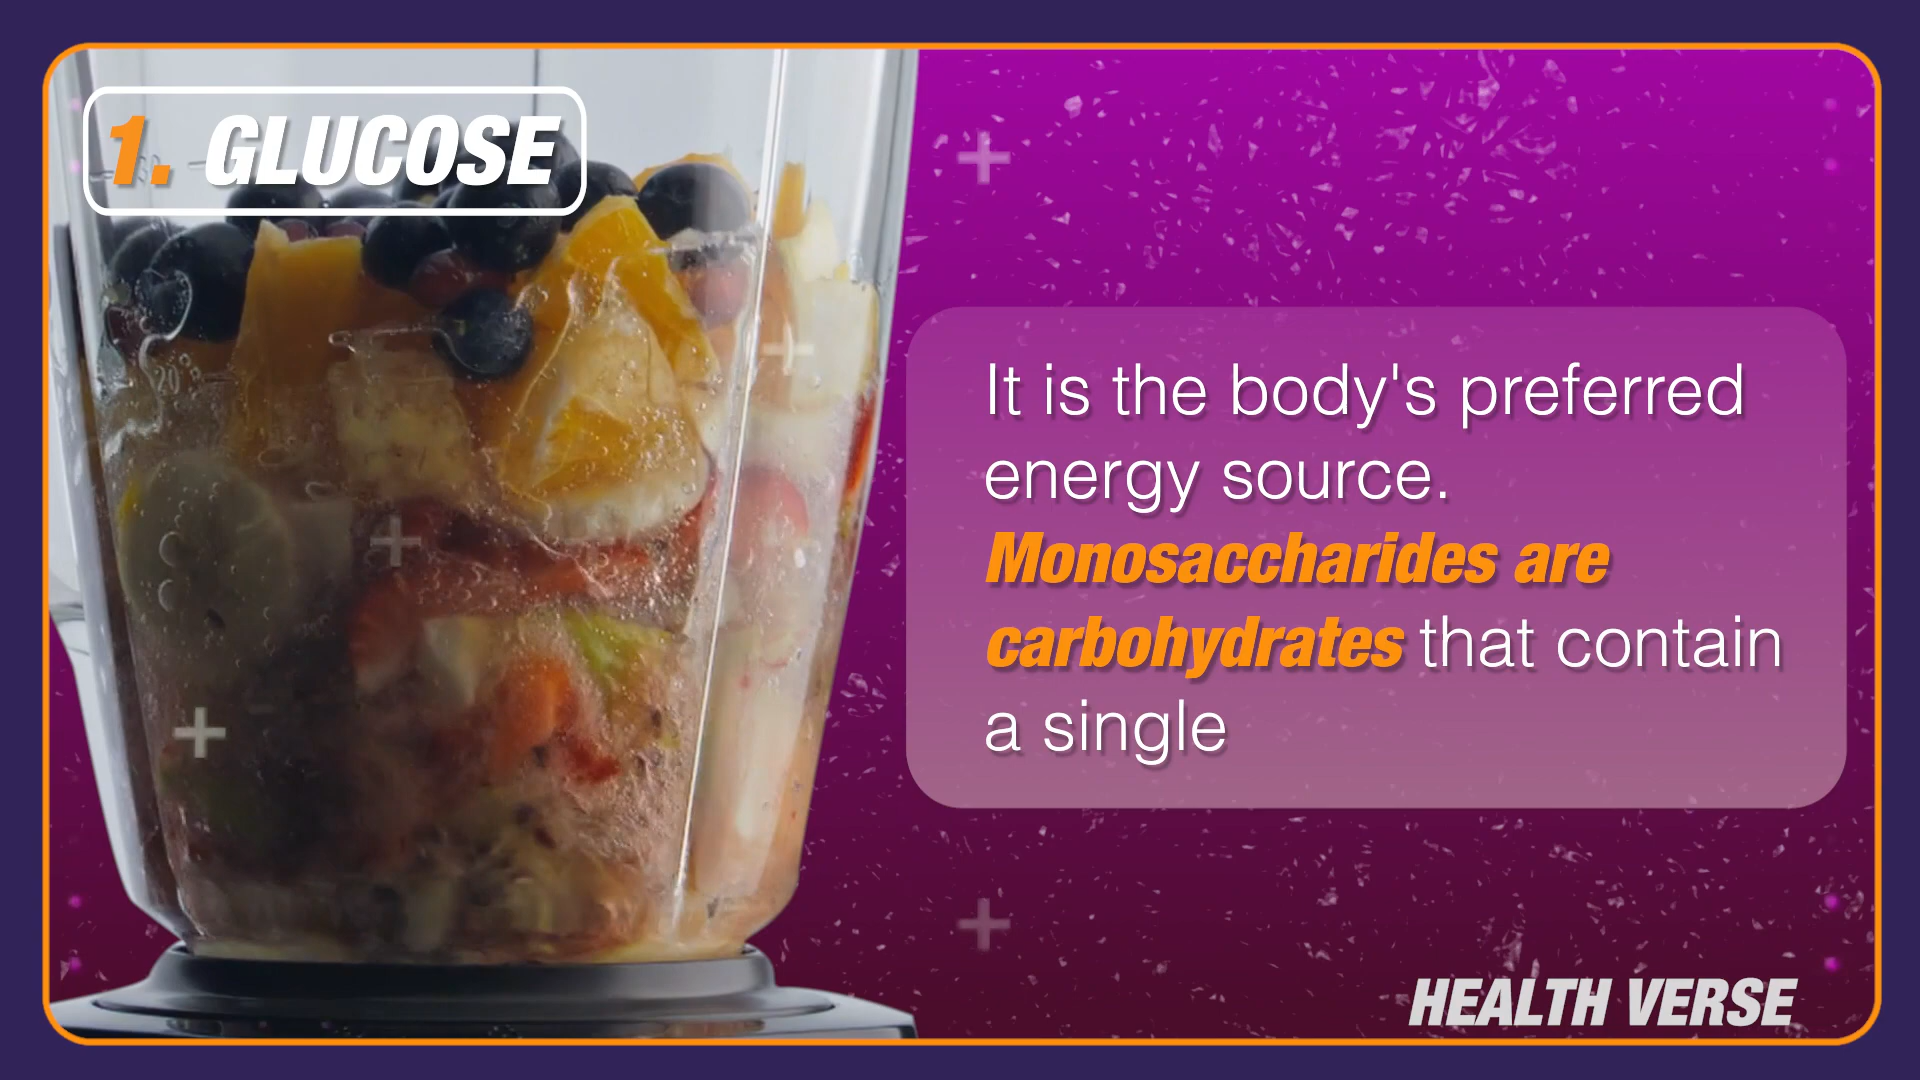 1. GLUCOSE
It is the body's preferred
energy source.
Monosaccharides are
carbohydrates that contain
a single
HEALTH VERSE